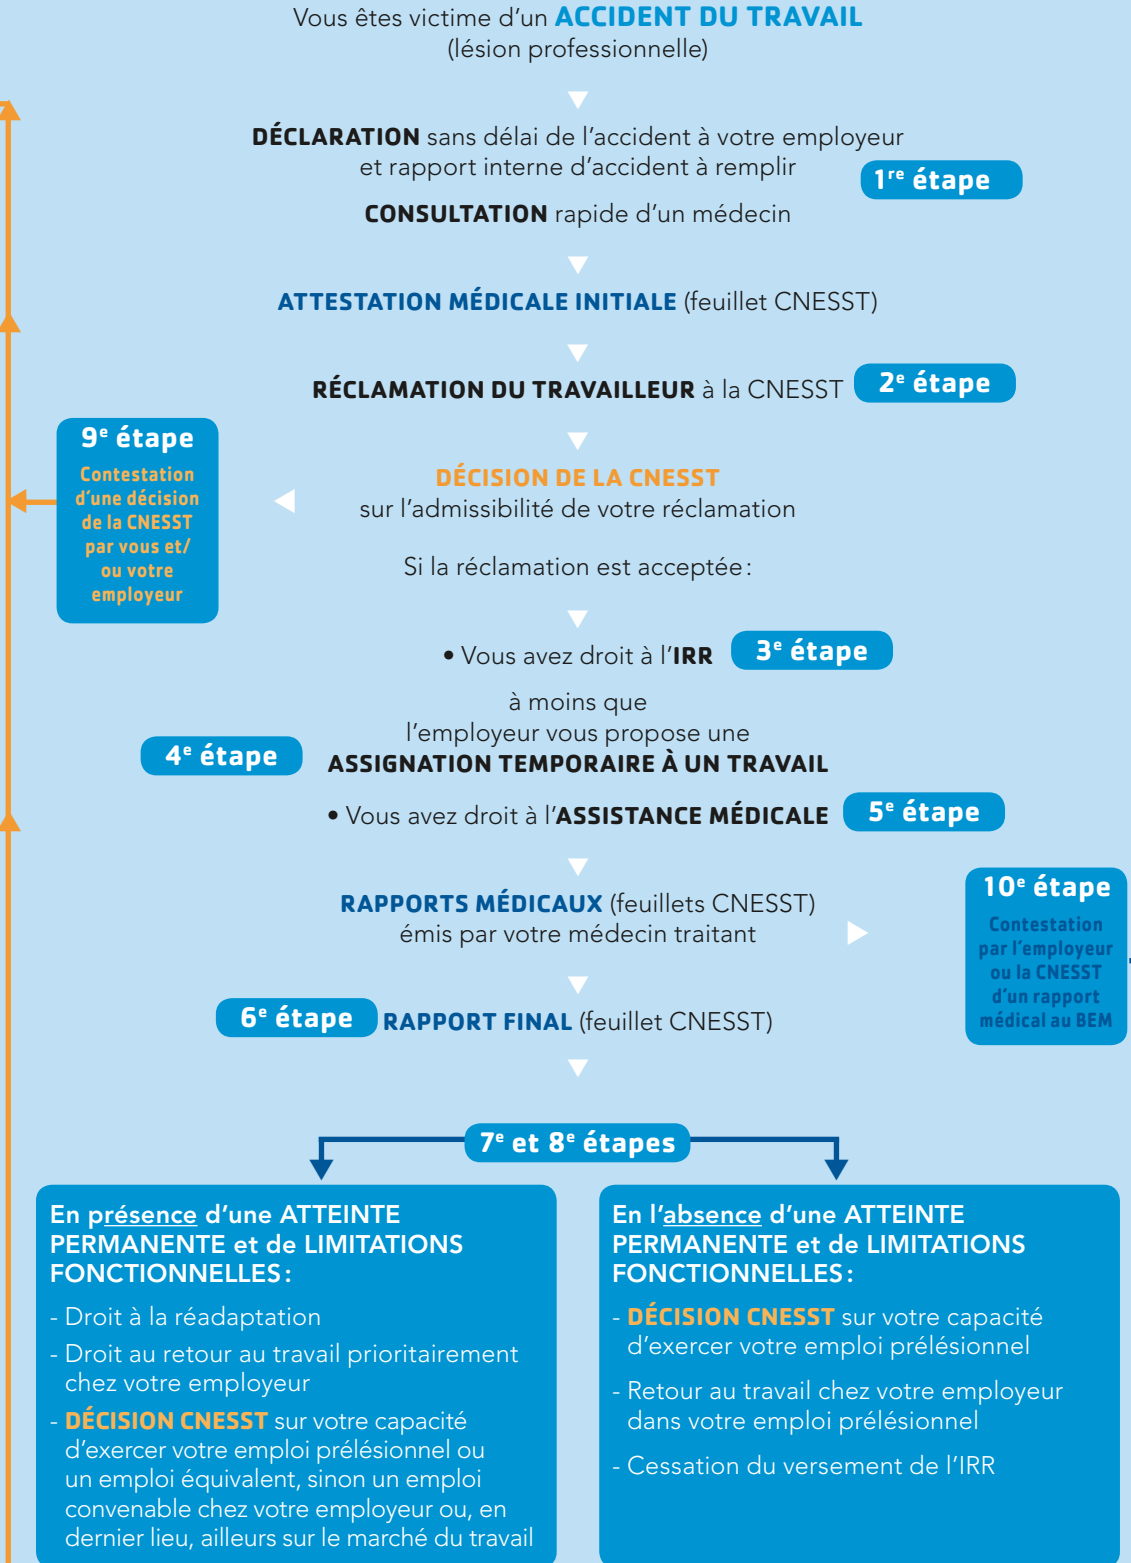 Vous êtes victime d'un ACCIDENT DU TRAVAIL
(lésion professionnelle)
DÉCLARATION sans délai de l'accident à votre employeur
et rapport interne d'accident à remplir
1re étape
CONSULTATION rapide d'un médecin
ATTESTATION MÉDICALE INITIALE (feuillet CNESST)
RÉCLAMATION DU TRAVAILLEUR à la CNESST
2e étape
9e étape
Contestation
d'une décision
de la CNESST
par vous et/
ou votre
employeur
DÉCISION DE LA CNESST
sur l'admissibilité de votre réclamation
Si la réclamation est acceptée :
• Vous avez droit à l'IRR
3e étape
à moins que
l'employeur vous propose une
4e étape
ASSIGNATION TEMPORAIRE À UN TRAVAIL
• Vous avez droit à l'ASSISTANCE MÉDICALE
5e étape
RAPPORTS MÉDICAUX (feuillets CNESST)
émis par votre médecin traitant
10e étape
Contestation
par l'employeur
ou la CNESST
d'un rapport
médical au BEM
6e étape
RAPPORT FINAL (feuillet CNESST)
7e et 8e étapes
En présence d'une ATTEINTE
PERMANENTE et de LIMITATIONS
FONCTIONNELLES :
- Droit à la réadaptation
- Droit au retour au travail prioritairement
chez votre employeur
- DÉCISION CNESST sur votre capacité
d'exercer votre emploi prélésionnel ou
un emploi équivalent, sinon un emploi
convenable chez votre employeur ou, en
dernier lieu, ailleurs sur le marché du travail
En l'absence d'une ATTEINTE
PERMANENTE et de LIMITATIONS
FONCTIONNELLES :
- DÉCISION CNESST sur votre capacité
d'exercer votre emploi prélésionnel
- Retour au travail chez votre employeur
dans votre emploi prélésionnel
- Cessation du versement de l'IRR